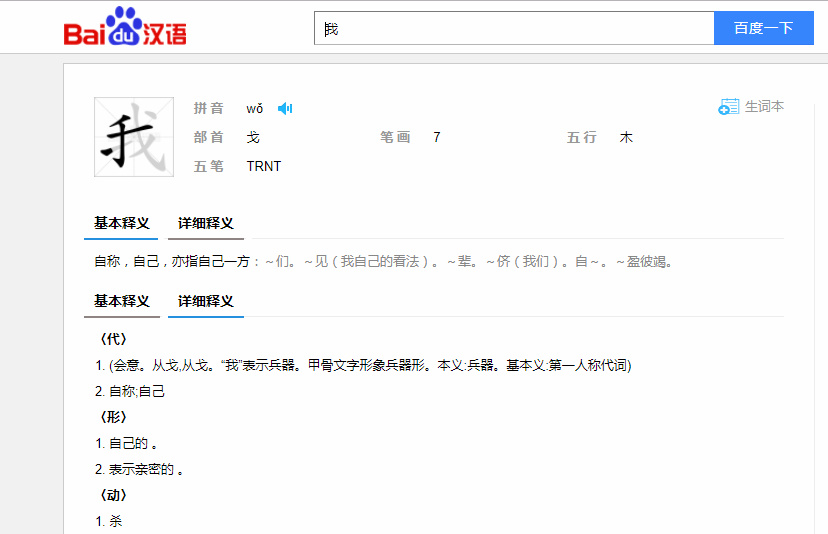 Bai du 汉语 我 百度一下
拼音 wǒ 生词本
部首 戈 笔画 7 五行 木
五笔 TRNT
我
基本释义 详细释义
自称，自己，亦指自己一方：～们。～见（我自己的看法）。～辈。～侪（我们）。自～。～盈彼竭。
基本释义 详细释义
〈代〉
1. (会意。从戈,从戈。“我”表示兵器。甲骨文字形象兵器形。本义:兵器。基本义:第一人称代词)
2. 自称;自己
〈形〉
1. 自己的 。
2. 表示亲密的 。
〈动〉
1. 杀